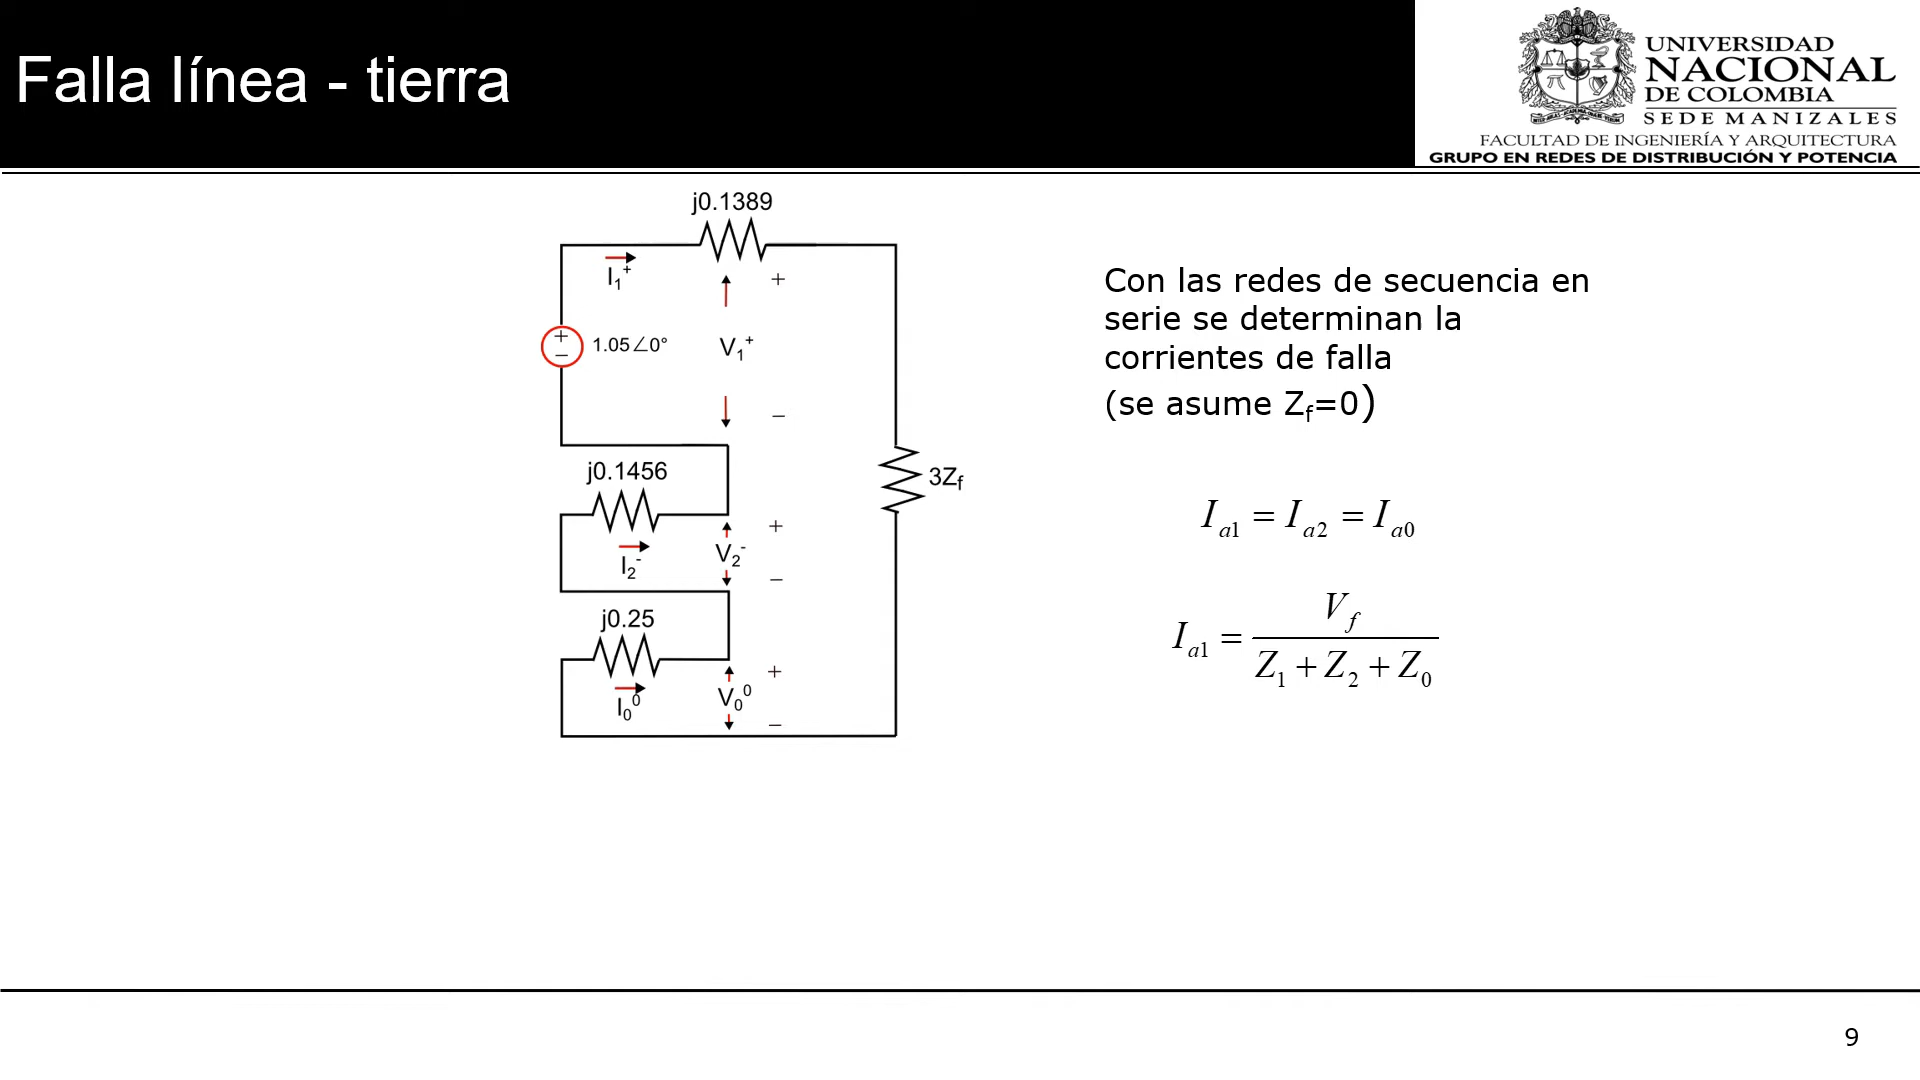 Falla línea - tierra
UNIVERSIDAD
NACIONAL
DE COLOMBIA
SEDE MANIZALES
FACULTAD DE INGENIERÍA Y ARQUITECTURA
GRUPO EN REDES DE DISTRIBUCIÓN Y POTENCIA
j0.1389
I₁⁺
+
+
−
1.05∠0°
V₁⁺
−
j0.1456
3Zf
+
V₂⁻
I₂⁻
−
j0.25
+
V₀⁰
I₀⁰
−
Con las redes de secuencia en
serie se determinan la
corrientes de falla
(se asume Zf=0)
Ia1 = Ia2 = Ia0
Ia1 = Vf / (Z1 + Z2 + Z0)
9